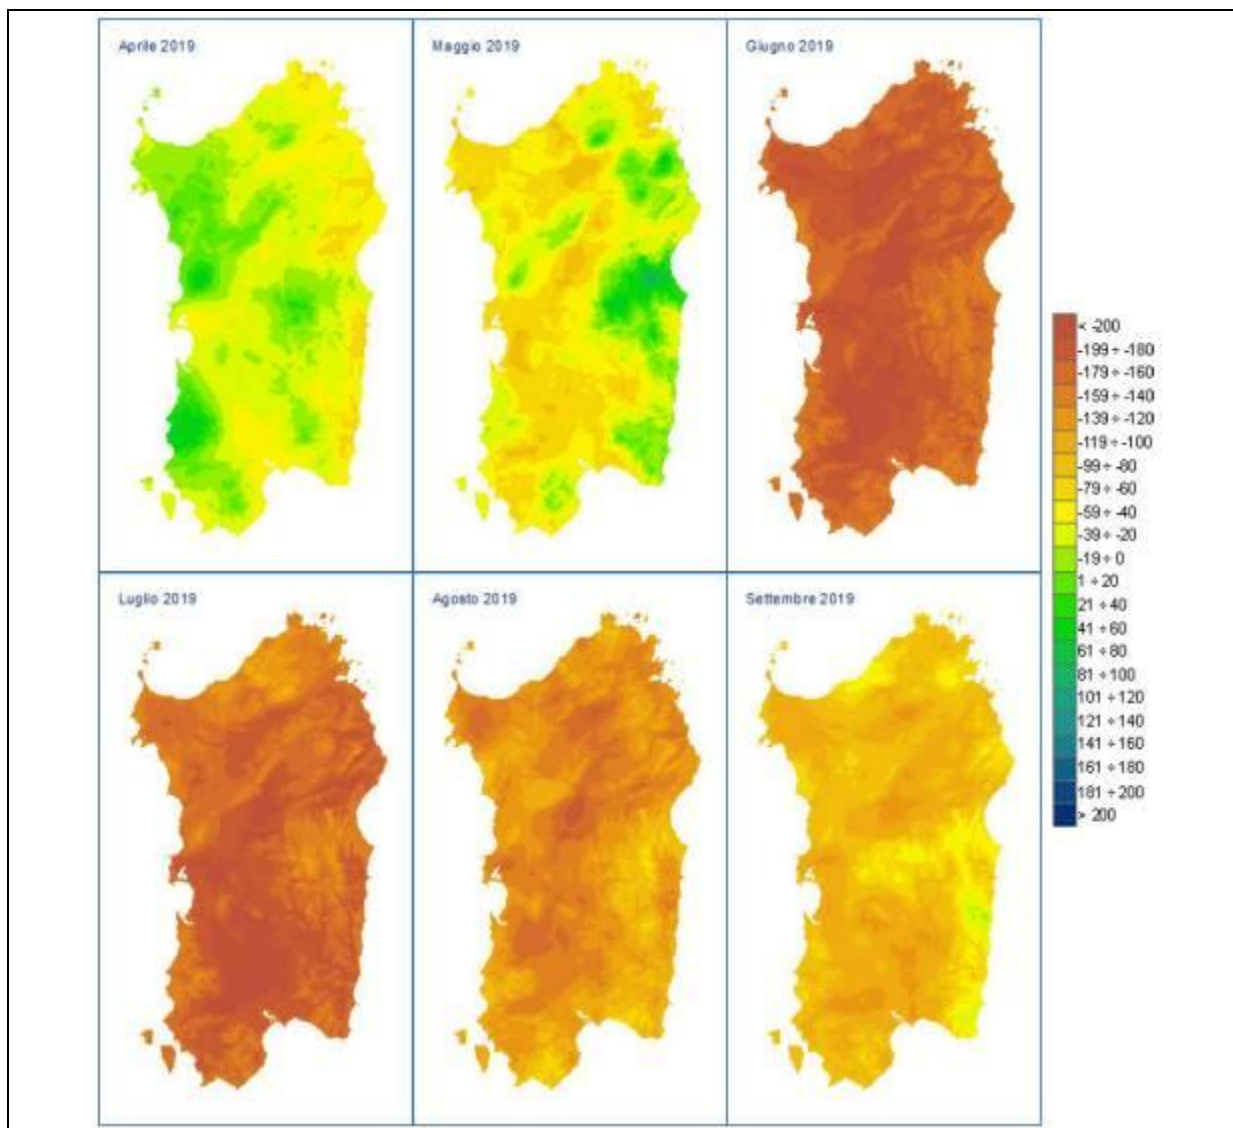 Aprile 2019
Maggio 2019
Giugno 2019
< -200
-199 ÷ -180
-179 ÷ -160
-159 ÷ -140
-139 ÷ -120
-119 ÷ -100
-99 ÷ -80
-79 ÷ -60
-59 ÷ -40
-39 ÷ -20
-19 ÷ 0
1 ÷ 20
21 ÷ 40
41 ÷ 60
61 ÷ 80
81 ÷ 100
101 ÷ 120
121 ÷ 140
141 ÷ 160
161 ÷ 180
181 ÷ 200
> 200
Luglio 2019
Agosto 2019
Settembre 2019